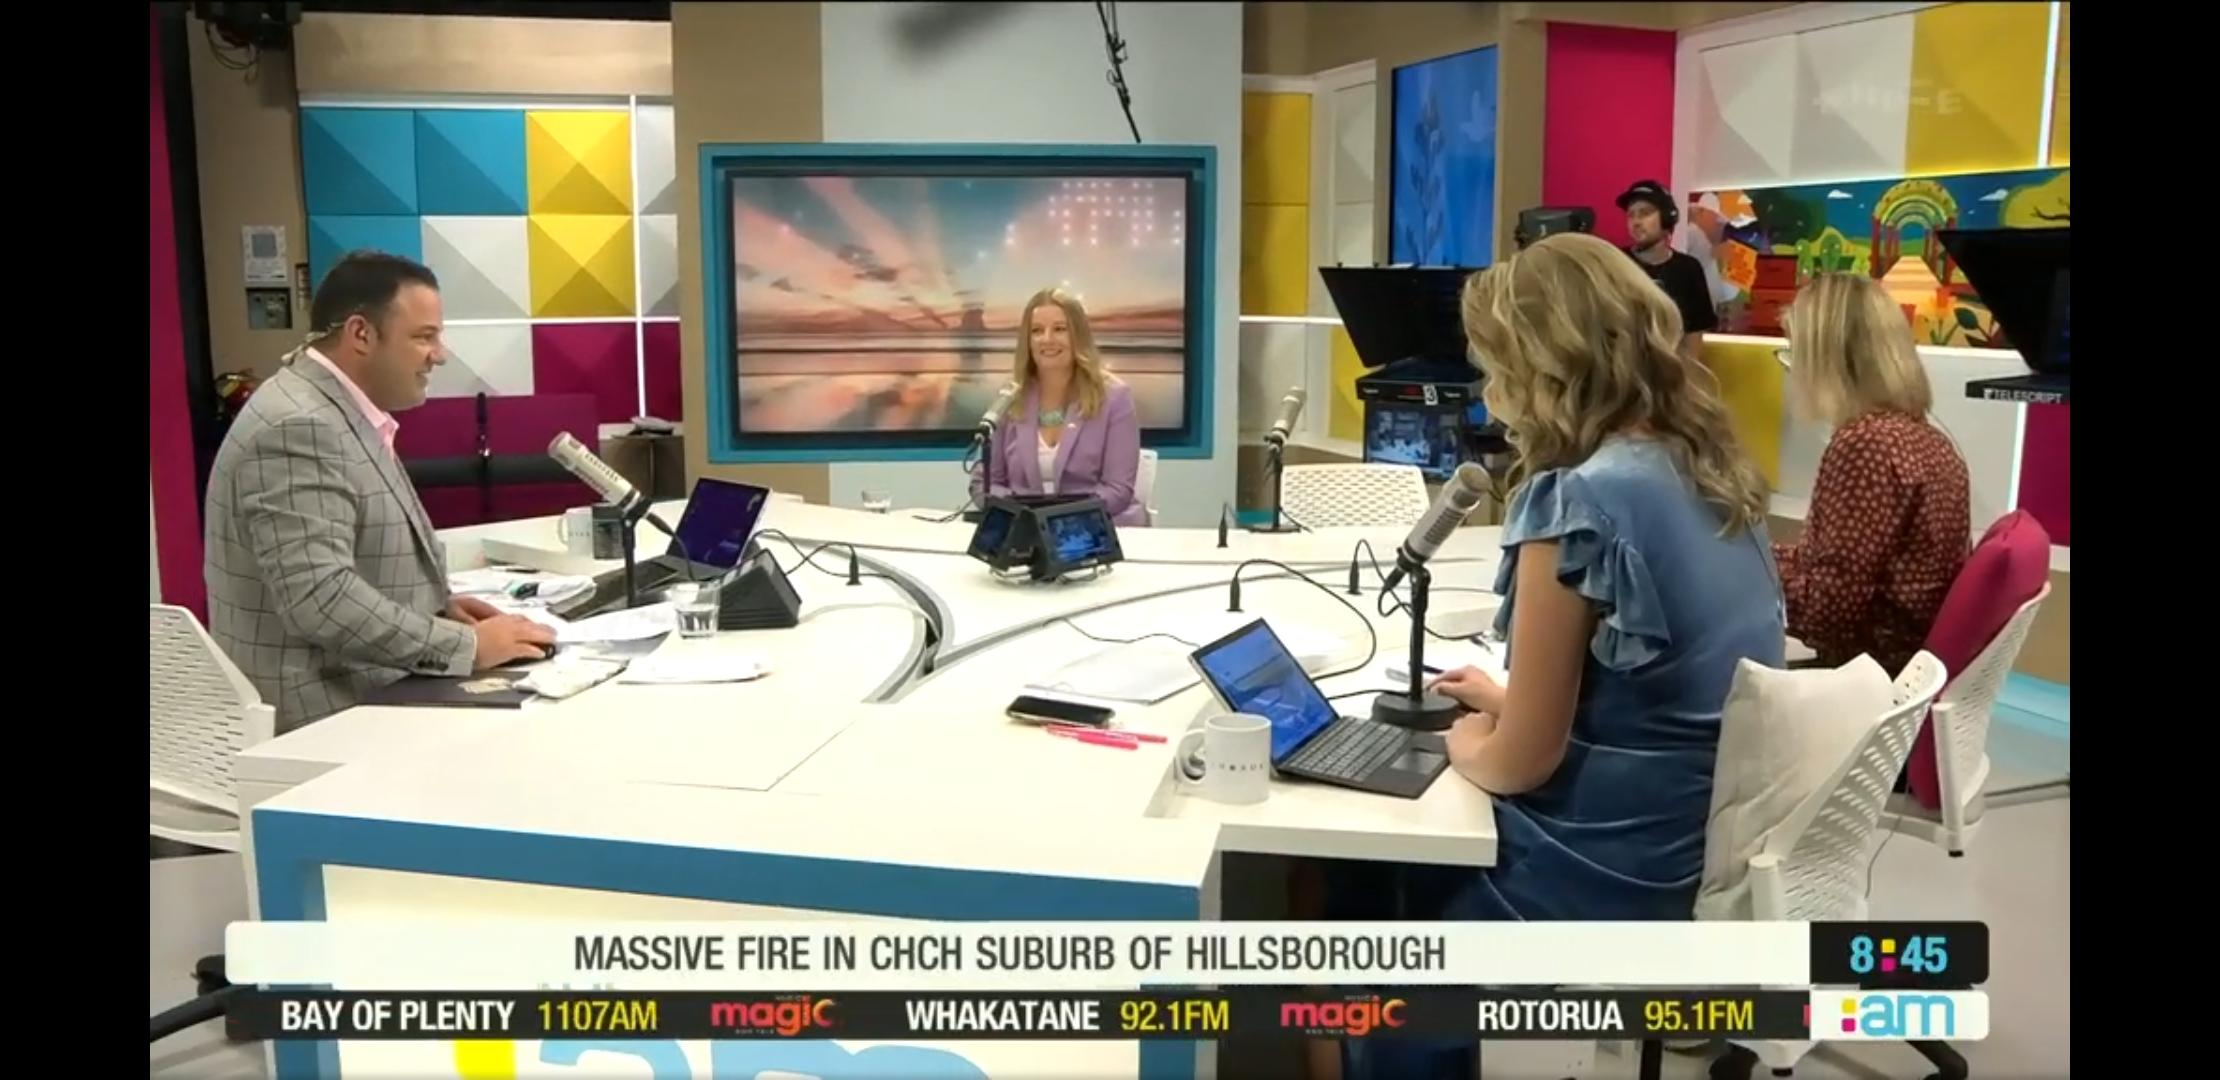 TELESCRIPT
3
MASSIVE FIRE IN CHCH SUBURB OF HILLSBOROUGH
8:45
BAY OF PLENTY 1107AM magic WHAKATANE 92.1FM magic ROTORUA 95.1FM
:am